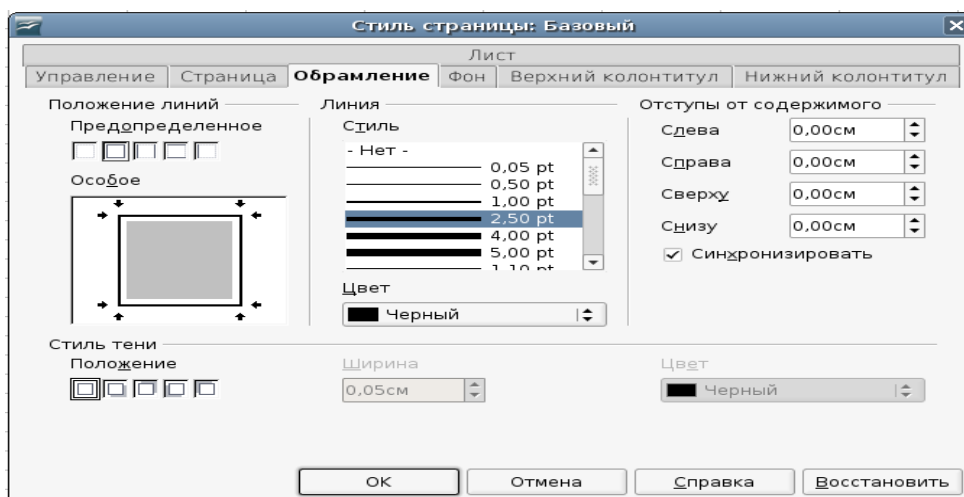 Стиль страницы: Базовый
Лист
Управление Страница Обрамление Фон Верхний колонтитул Нижний колонтитул
Положение линий
Предопределенное
Особое
Линия
Стиль
- Нет -
0,05 pt
0,50 pt
1,00 pt
2,50 pt
4,00 pt
5,00 pt
1,10 pt
Цвет
Черный
Отступы от содержимого
Слева 0,00см
Справа 0,00см
Сверху 0,00см
Снизу 0,00см
Синхронизировать
Стиль тени
Положение
Ширина
0,05см
Цвет
Черный
OK Отмена Справка Восстановить